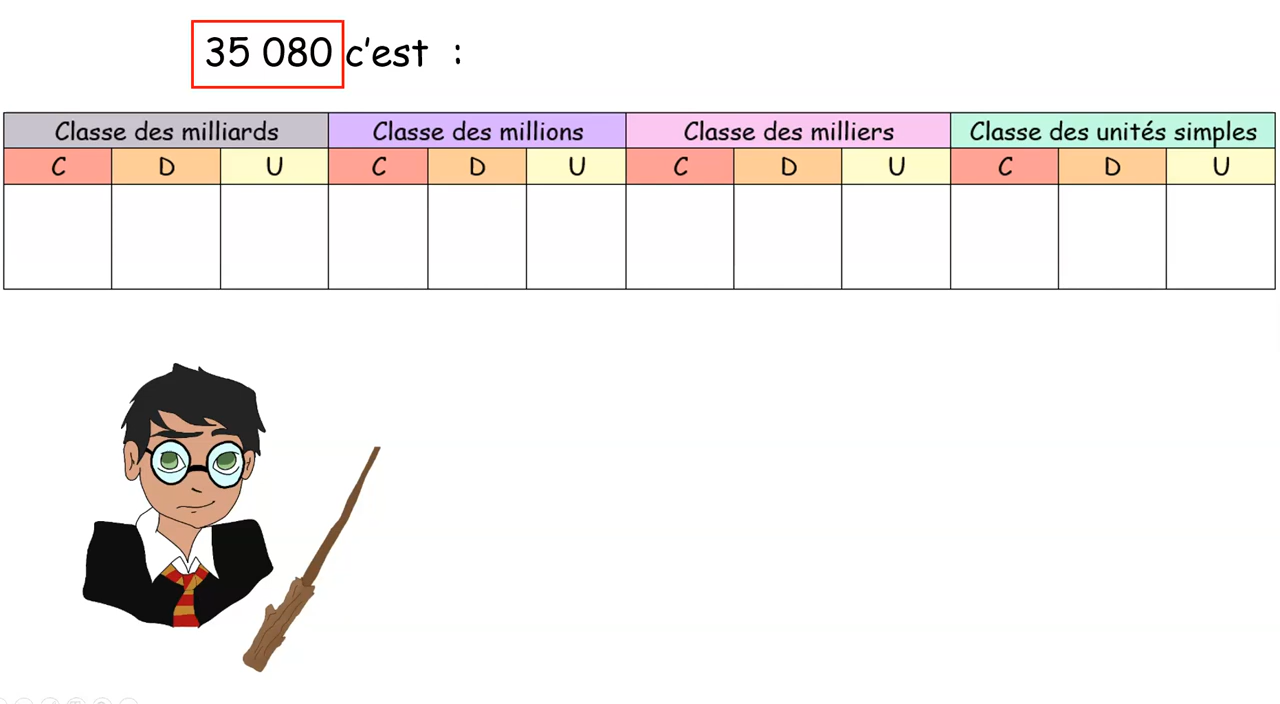 35 080 c'est :
Classe des milliards Classe des millions Classe des milliers Classe des unités simples
C D U C D U C D U C D U